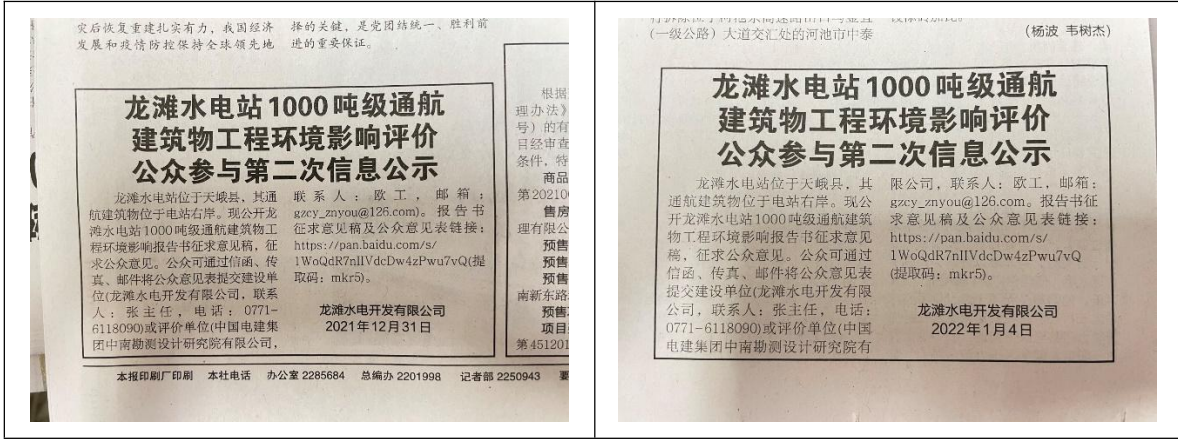 灾后恢复重建扎实有力，我国经济
发展和疫情防控保持全球领先地
择的关键，是党团结统一、胜利前
进的重要保证。
龙滩水电站1000吨级通航
建筑物工程环境影响评价
公众参与第二次信息公示
龙滩水电站位于天峨县，其通
航建筑物位于电站右岸。现公开龙
滩水电站1000吨级通航建筑物工
程环境影响报告书征求意见稿，征
求公众意见。公众可通过信函、传
真、邮件将公众意见表提交建设单
位(龙滩水电开发有限公司，联系
人：张主任，电话：0771-
6118090)或评价单位(中国电建集
团中南勘测设计研究院有限公司，
联系人：欧工，邮箱：
gzcy_znyou@126.com)。报告书
征求意见稿及公众意见表链接：
https://pan.baidu.com/s/
1WoQdR7nIIVdcDw4zPwu7vQ(提
取码：mkr5)。
龙滩水电开发有限公司
2021年12月31日
根据
理办法》
号）的有
日经审查
条件，特
商品
第202106
售房
理有限公
预售
预售
预售
南新东路
预售
项目
第451201
本报印刷厂印刷 本社电话 办公室 2285684 总编办 2201998 记者部 2250943
(一级公路）大道交汇处的河池市中泰
(杨波 韦树杰)
龙滩水电站1000吨级通航
建筑物工程环境影响评价
公众参与第二次信息公示
龙滩水电站位于天峨县，其
通航建筑物位于电站右岸。现公
开龙滩水电站1000吨级通航建筑
物工程环境影响报告书征求意见
稿，征求公众意见。公众可通过
信函、传真、邮件将公众意见表
提交建设单位(龙滩水电开发有限
公司，联系人：张主任，电话：
0771-6118090)或评价单位(中国
电建集团中南勘测设计研究院有
限公司，联系人：欧工，邮箱：
gzcy_znyou@126.com)。报告书征
求意见稿及公众意见表链接：
https://pan.baidu.com/s/
1WoQdR7nIIVdcDw4zPwu7vQ
(提取码：mkr5)。
龙滩水电开发有限公司
2022年1月4日